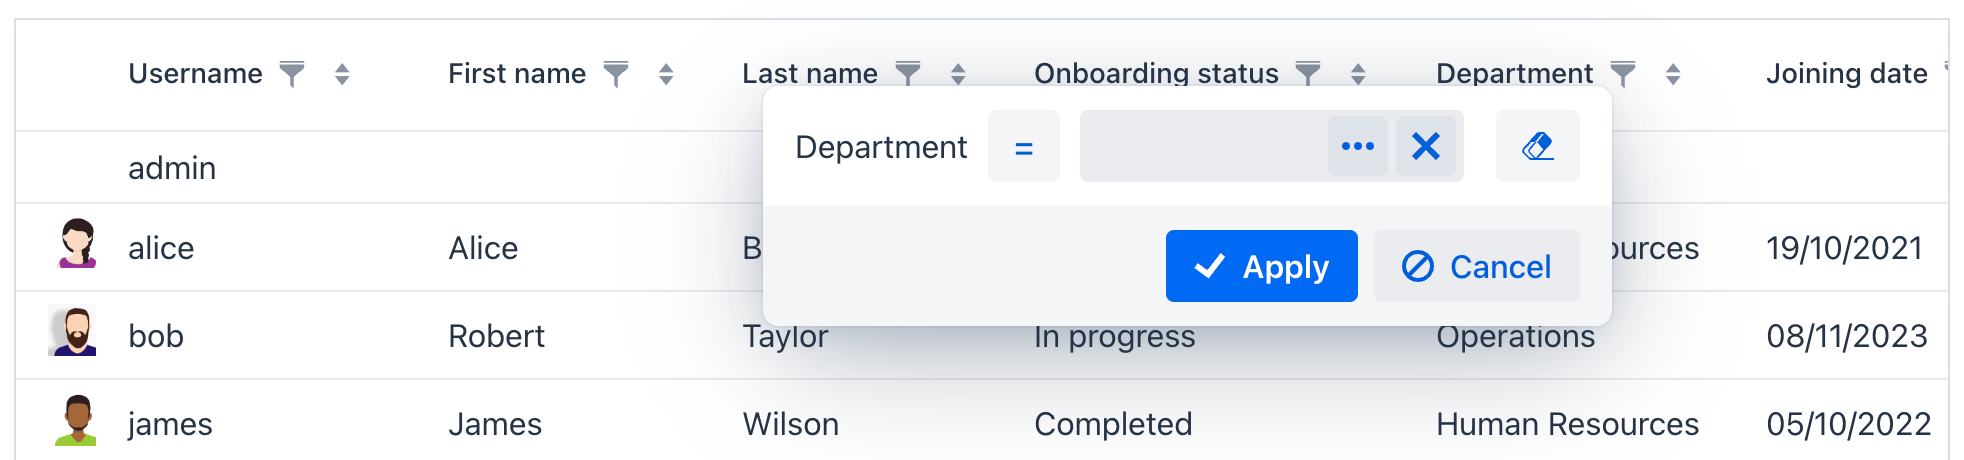 Username First name Last name Onboarding status Department Joining date
Department = •••
admin
Apply Cancel
alice Alice B ources 19/10/2021
bob Robert Taylor In progress Operations 08/11/2023
james James Wilson Completed Human Resources 05/10/2022